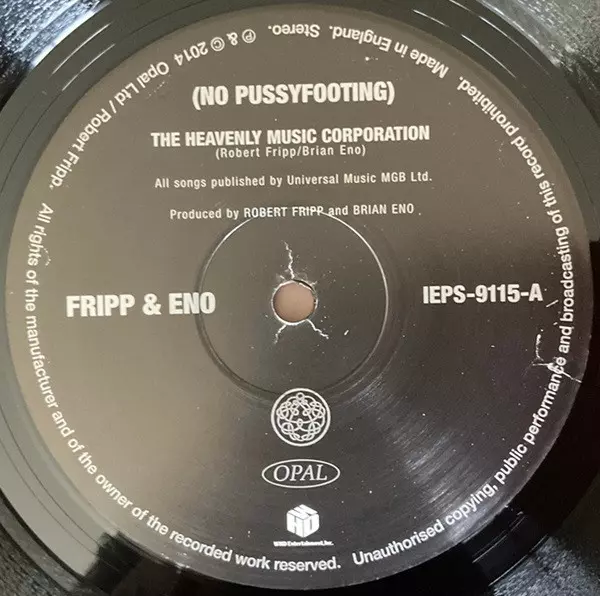 (NO PUSSYFOOTING)
THE HEAVENLY MUSIC CORPORATION
(Robert Fripp/Brian Eno)
All songs published by Universal Music MGB Ltd.
Produced by ROBERT FRIPP and BRIAN ENO
FRIPP & ENO
IEPS-9115-A
OPAL
WHD Entertainment, Inc.
Stereo. ℗ & © 2014 Opal Ltd / Robert Fripp. All rights of the manufacturer and of the owner of the recorded work reserved. Unauthorised copying, public performance and broadcasting of this record prohibited. Made in England.